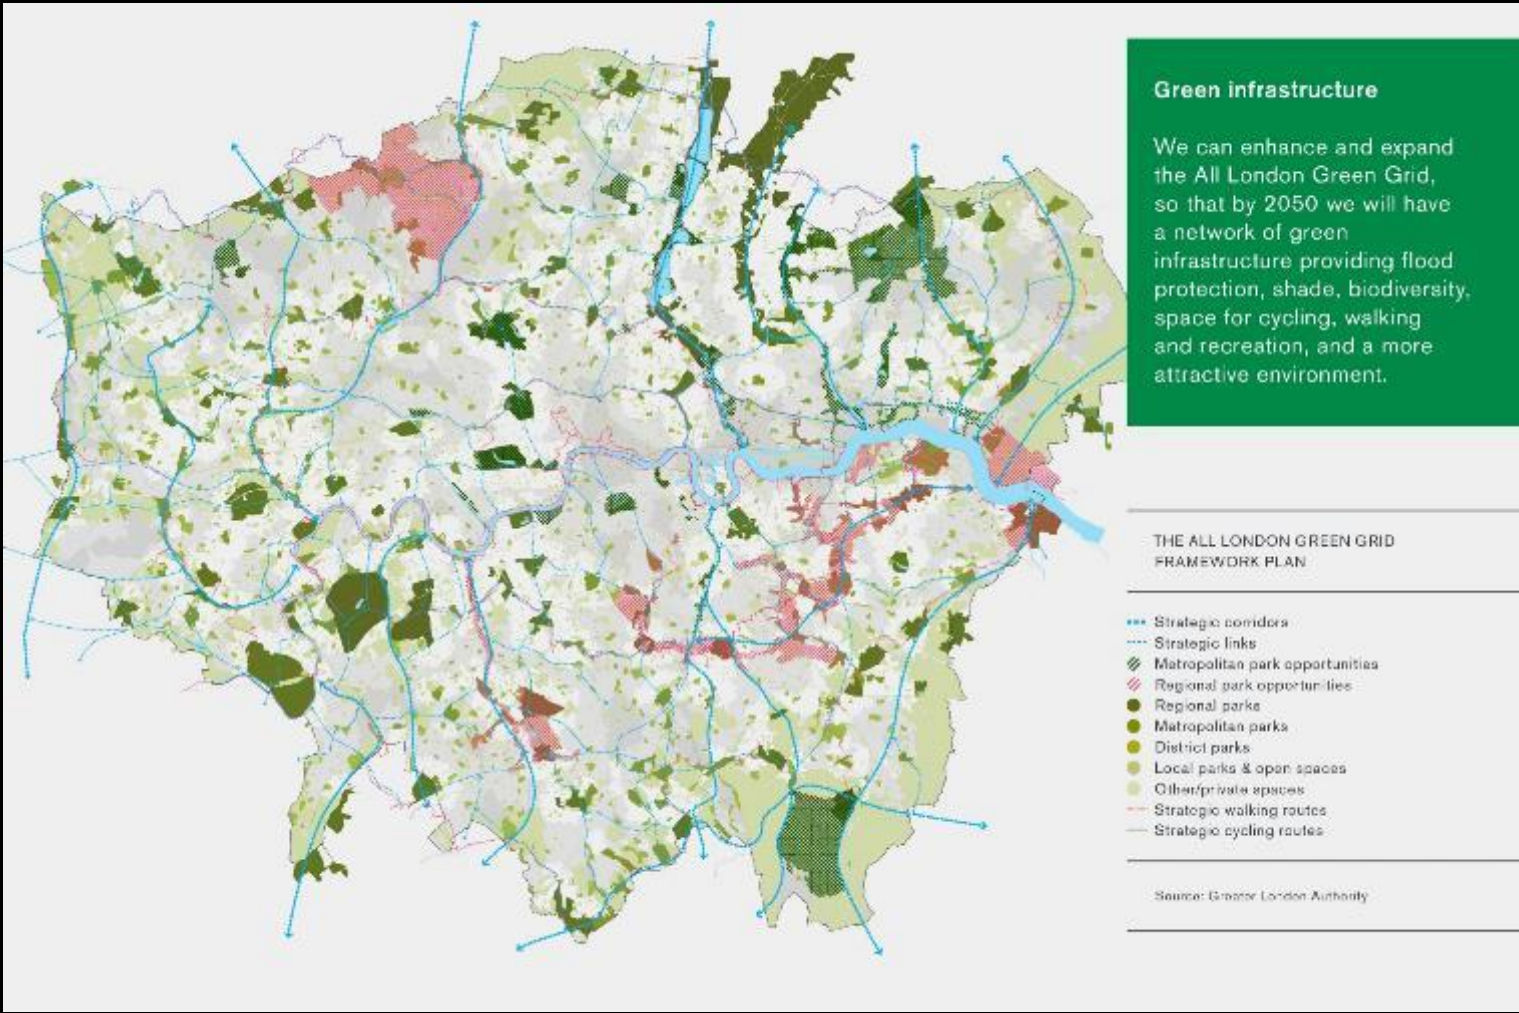 Green infrastructure
We can enhance and expand
the All London Green Grid,
so that by 2050 we will have
a network of green
infrastructure providing flood
protection, shade, biodiversity,
space for cycling, walking
and recreation, and a more
attractive environment.
THE ALL LONDON GREEN GRID
FRAMEWORK PLAN
Strategic corridors
Strategic links
Metropolitan park opportunities
Regional park opportunities
Regional parks
Metropolitan parks
District parks
Local parks & open spaces
Other/private spaces
Strategic walking routes
Strategic cycling routes
Source: Greater London Authority